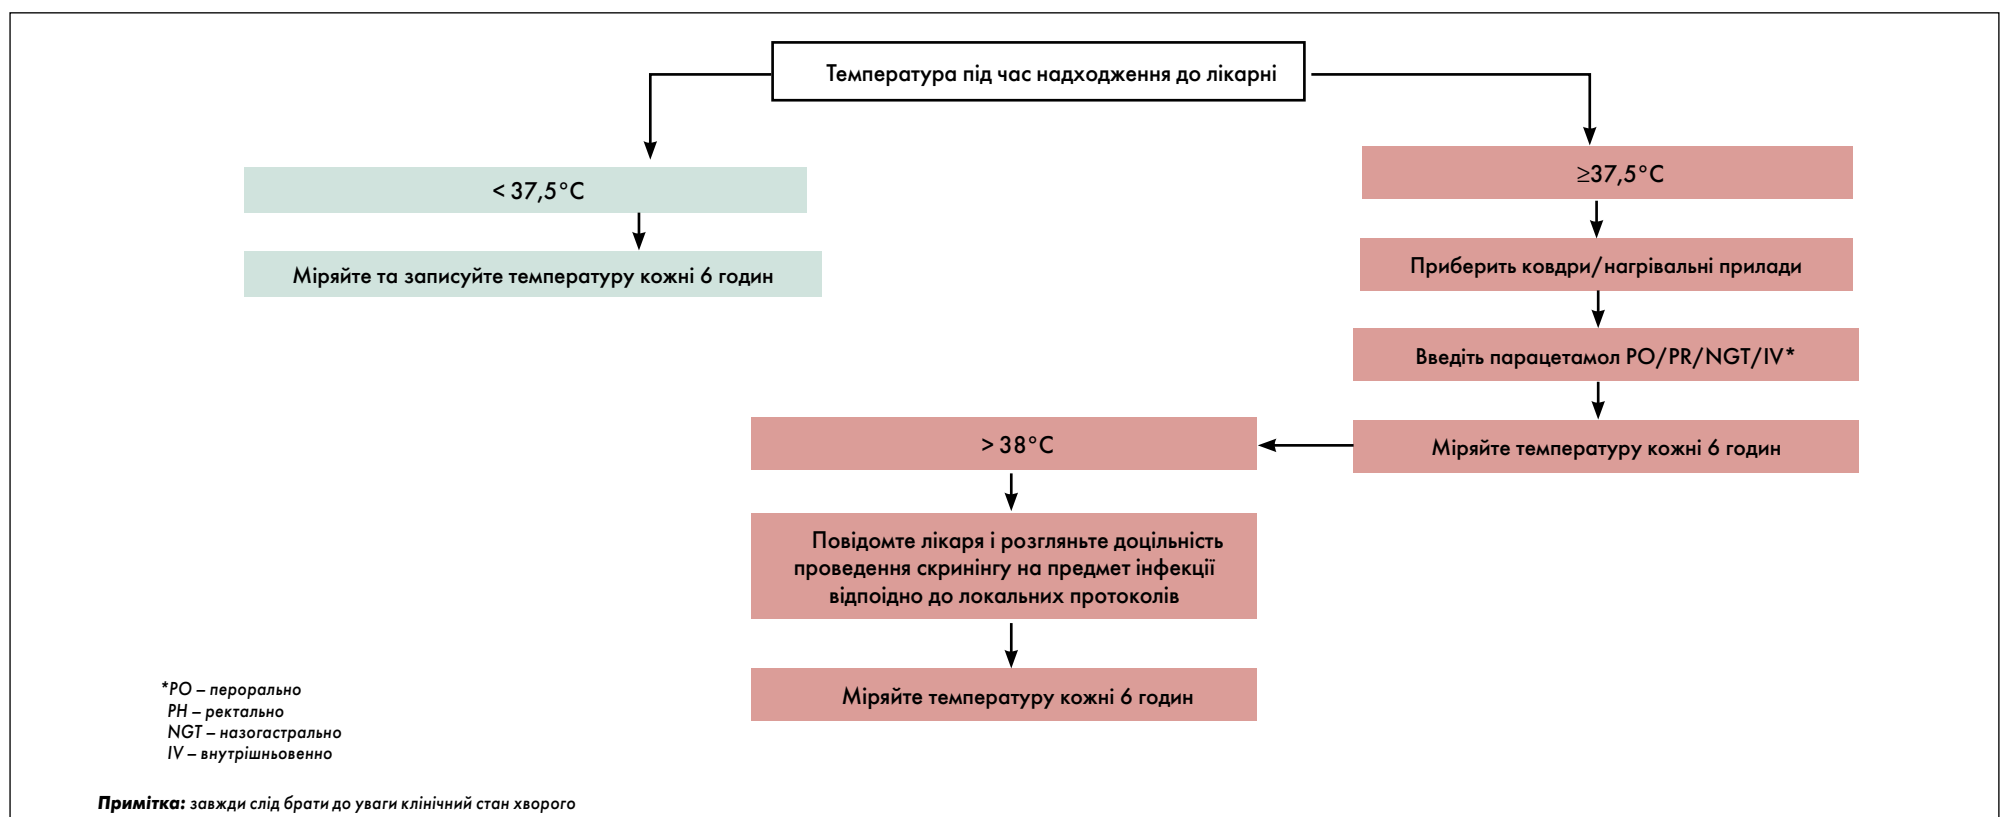 Температура під час надходження до лікарні
< 37,5°C
Міряйте та записуйте температуру кожні 6 годин
≥37,5°C
Приберить ковдри/нагрівальні прилади
Введіть парацетамол PO/PR/NGT/IV*
Міряйте температуру кожні 6 годин
> 38°C
Повідомте лікаря і розгляньте доцільність
проведення скринінгу на предмет інфекції
відпоідно до локальних протоколів
Міряйте температуру кожні 6 годин
*PO – перорально
PH – ректально
NGT – назогастрально
IV – внутрішньовенно
Примітка: завжди слід брати до уваги клінічний стан хворого